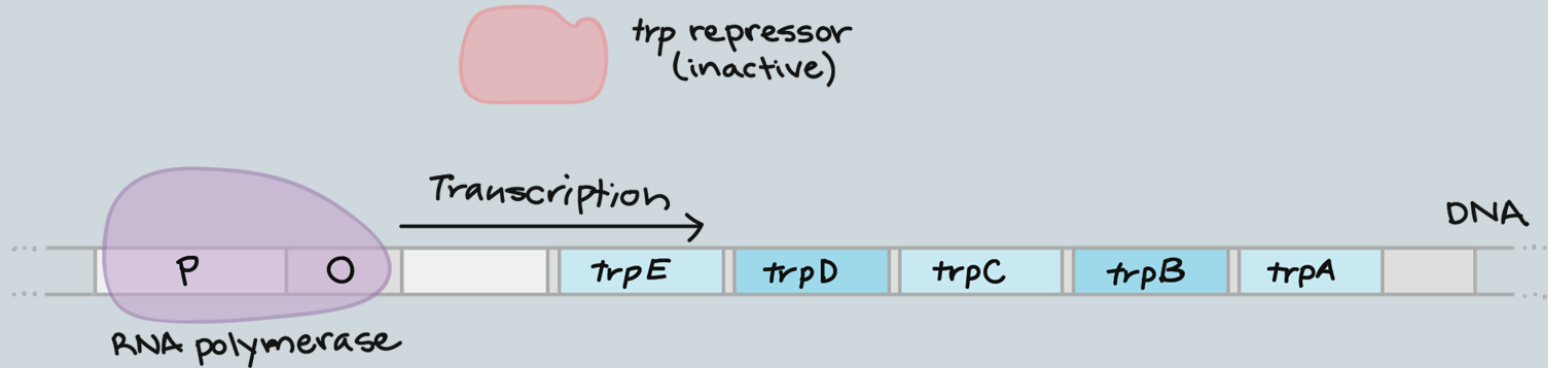 trp repressor
(inactive)
Transcription
DNA
P O trpE trpD trpC trpB trpA
RNA polymerase